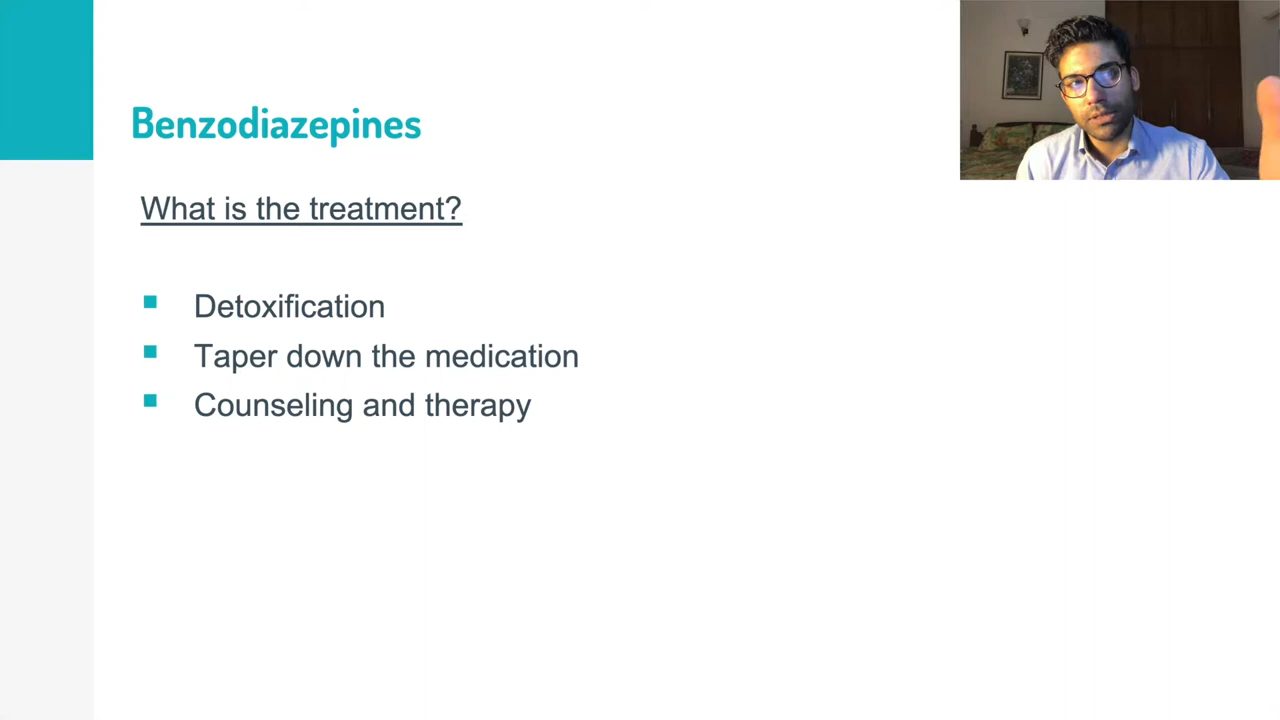 Benzodiazepines
What is the treatment?
Detoxification
Taper down the medication
Counseling and therapy